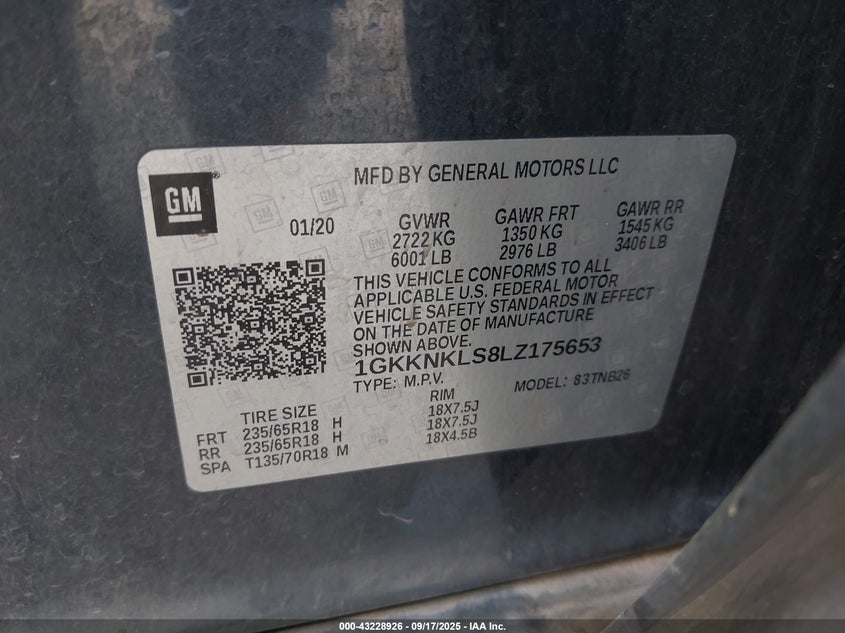 GM
MFD BY GENERAL MOTORS LLC
01/20
GVWR
2722 KG
6001 LB
GAWR FRT
1350 KG
2976 LB
GAWR RR
1545 KG
3406 LB
THIS VEHICLE CONFORMS TO ALL
APPLICABLE U.S. FEDERAL MOTOR
VEHICLE SAFETY STANDARDS IN EFFECT
ON THE DATE OF MANUFACTURE
SHOWN ABOVE.
1GKKNKLS8LZ175653
TYPE: M.P.V. MODEL: 83TNB26
TIRE SIZE RIM
FRT 235/65R18 H 18X7.5J
RR 235/65R18 H 18X7.5J
SPA T135/70R18 M 18X4.5B
000-43228926 - 09/17/2025 - IAA Inc.